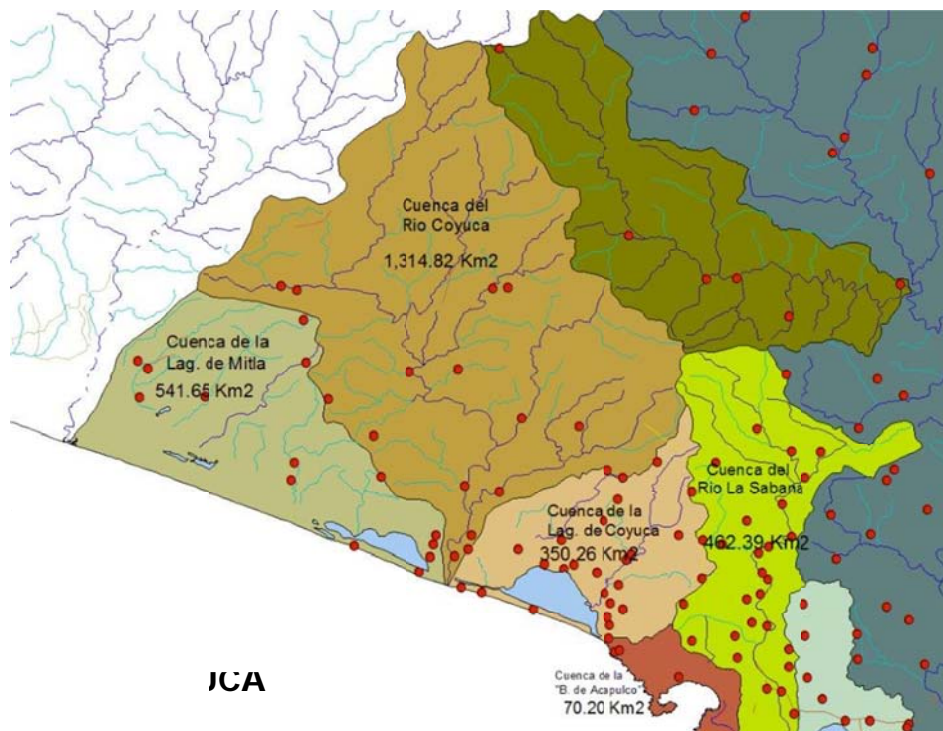 Cuenca del
Rio Coyuca
1,314.82 Km2
Cuenca de la
Lag. de Mitla
541.65 Km2
Cuenca del
Rio La Sabana
462.39 Km2
Cuenca de la
Lag. de Coyuca
350.26 Km2
Cuenca de la
"B. de Acapulco"
70.20 Km2
JCA